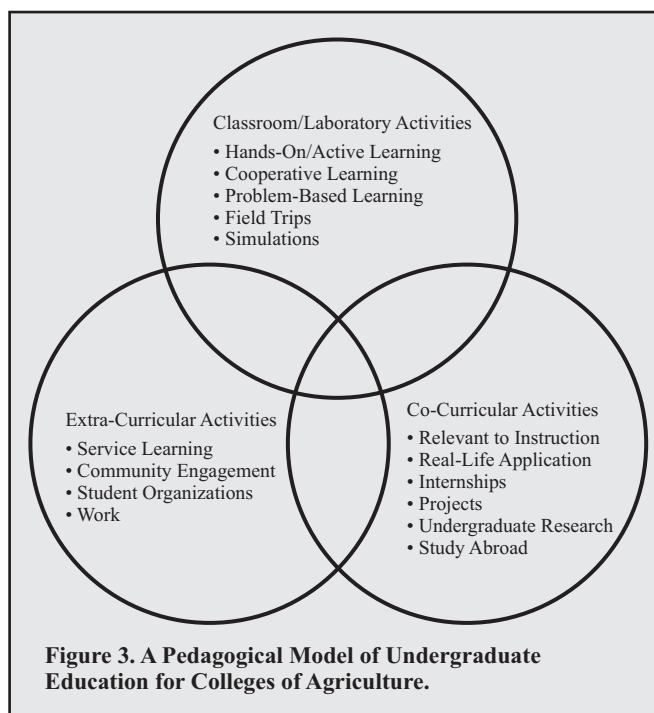 Classroom/Laboratory Activities
• Hands-On/Active Learning
• Cooperative Learning
• Problem-Based Learning
• Field Trips
• Simulations
Extra-Curricular Activities
• Service Learning
• Community Engagement
• Student Organizations
• Work
Co-Curricular Activities
• Relevant to Instruction
• Real-Life Application
• Internships
• Projects
• Undergraduate Research
• Study Abroad
Figure 3. A Pedagogical Model of Undergraduate
Education for Colleges of Agriculture.